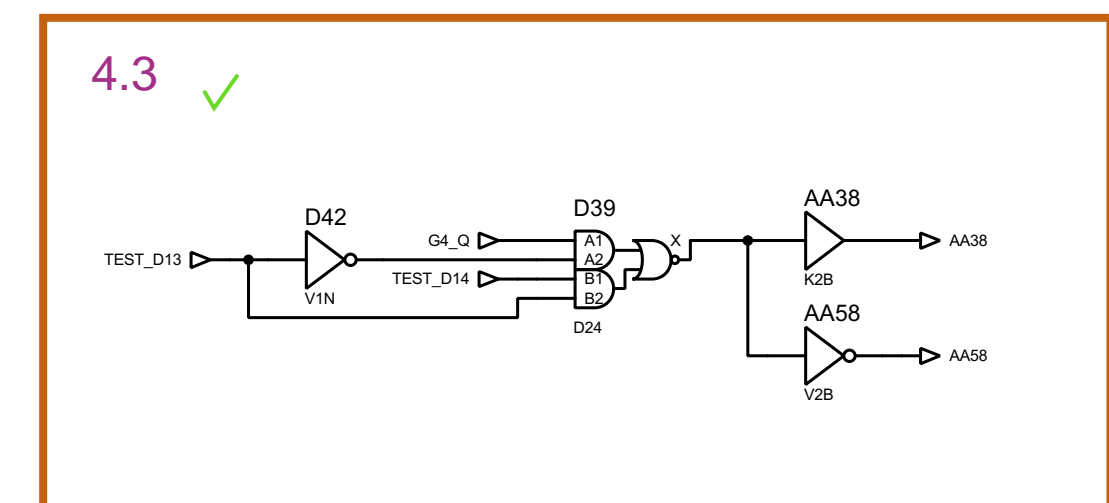 4.3
D42
TEST_D13
V1N
D39
G4_Q
A1
A2
X
TEST_D14
B1
B2
D24
AA38
AA38
K2B
AA58
AA58
V2B